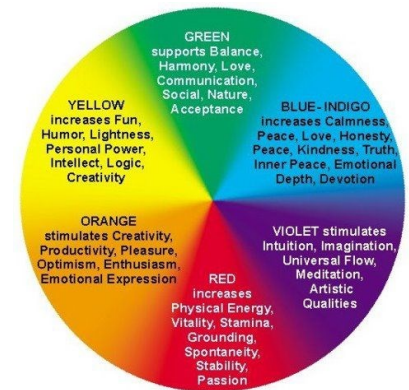 GREEN
supports Balance,
Harmony, Love,
Communication,
Social, Nature,
Acceptance
BLUE-INDIGO
increases Calmness,
Peace, Love, Honesty,
Peace, Kindness, Truth,
Inner Peace, Emotional
Depth, Devotion
VIOLET stimulates
Intuition, Imagination,
Universal Flow,
Meditation,
Artistic
Qualities
RED
increases
Physical Energy,
Vitality, Stamina,
Grounding,
Spontaneity,
Stability,
Passion
ORANGE
stimulates Creativity,
Productivity, Pleasure,
Optimism, Enthusiasm,
Emotional Expression
YELLOW
increases Fun,
Humor, Lightness,
Personal Power,
Intellect, Logic,
Creativity